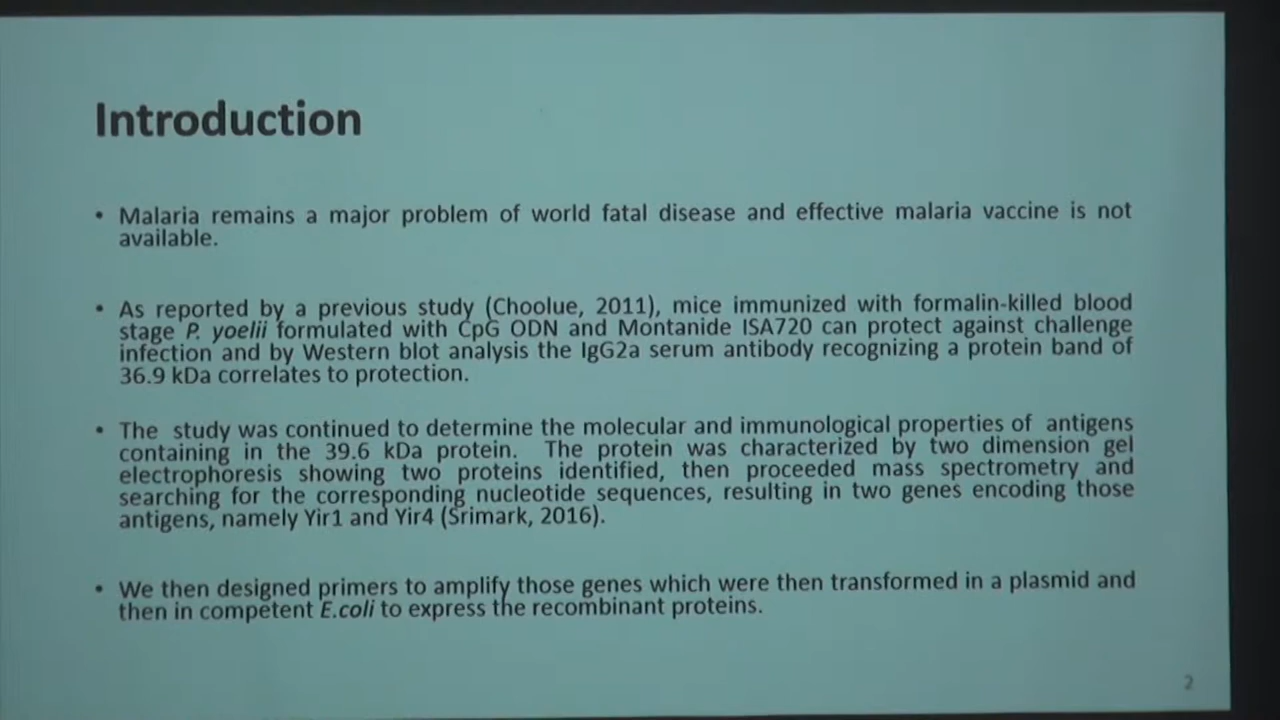 Introduction
• Malaria remains a major problem of world fatal disease and effective malaria vaccine is not
available.
• As reported by a previous study (Choolue, 2011), mice immunized with formalin-killed blood
stage P. yoelii formulated with CpG ODN and Montanide ISA720 can protect against challenge
infection and by Western blot analysis the IgG2a serum antibody recognizing a protein band of
36.9 kDa correlates to protection.
• The study was continued to determine the molecular and immunological properties of antigens
containing in the 39.6 kDa protein. The protein was characterized by two dimension gel
electrophoresis showing two proteins identified, then proceeded mass spectrometry and
searching for the corresponding nucleotide sequences, resulting in two genes encoding those
antigens, namely Yir1 and Yir4 (Srimark, 2016).
• We then designed primers to amplify those genes which were then transformed in a plasmid and
then in competent E.coli to express the recombinant proteins.
2